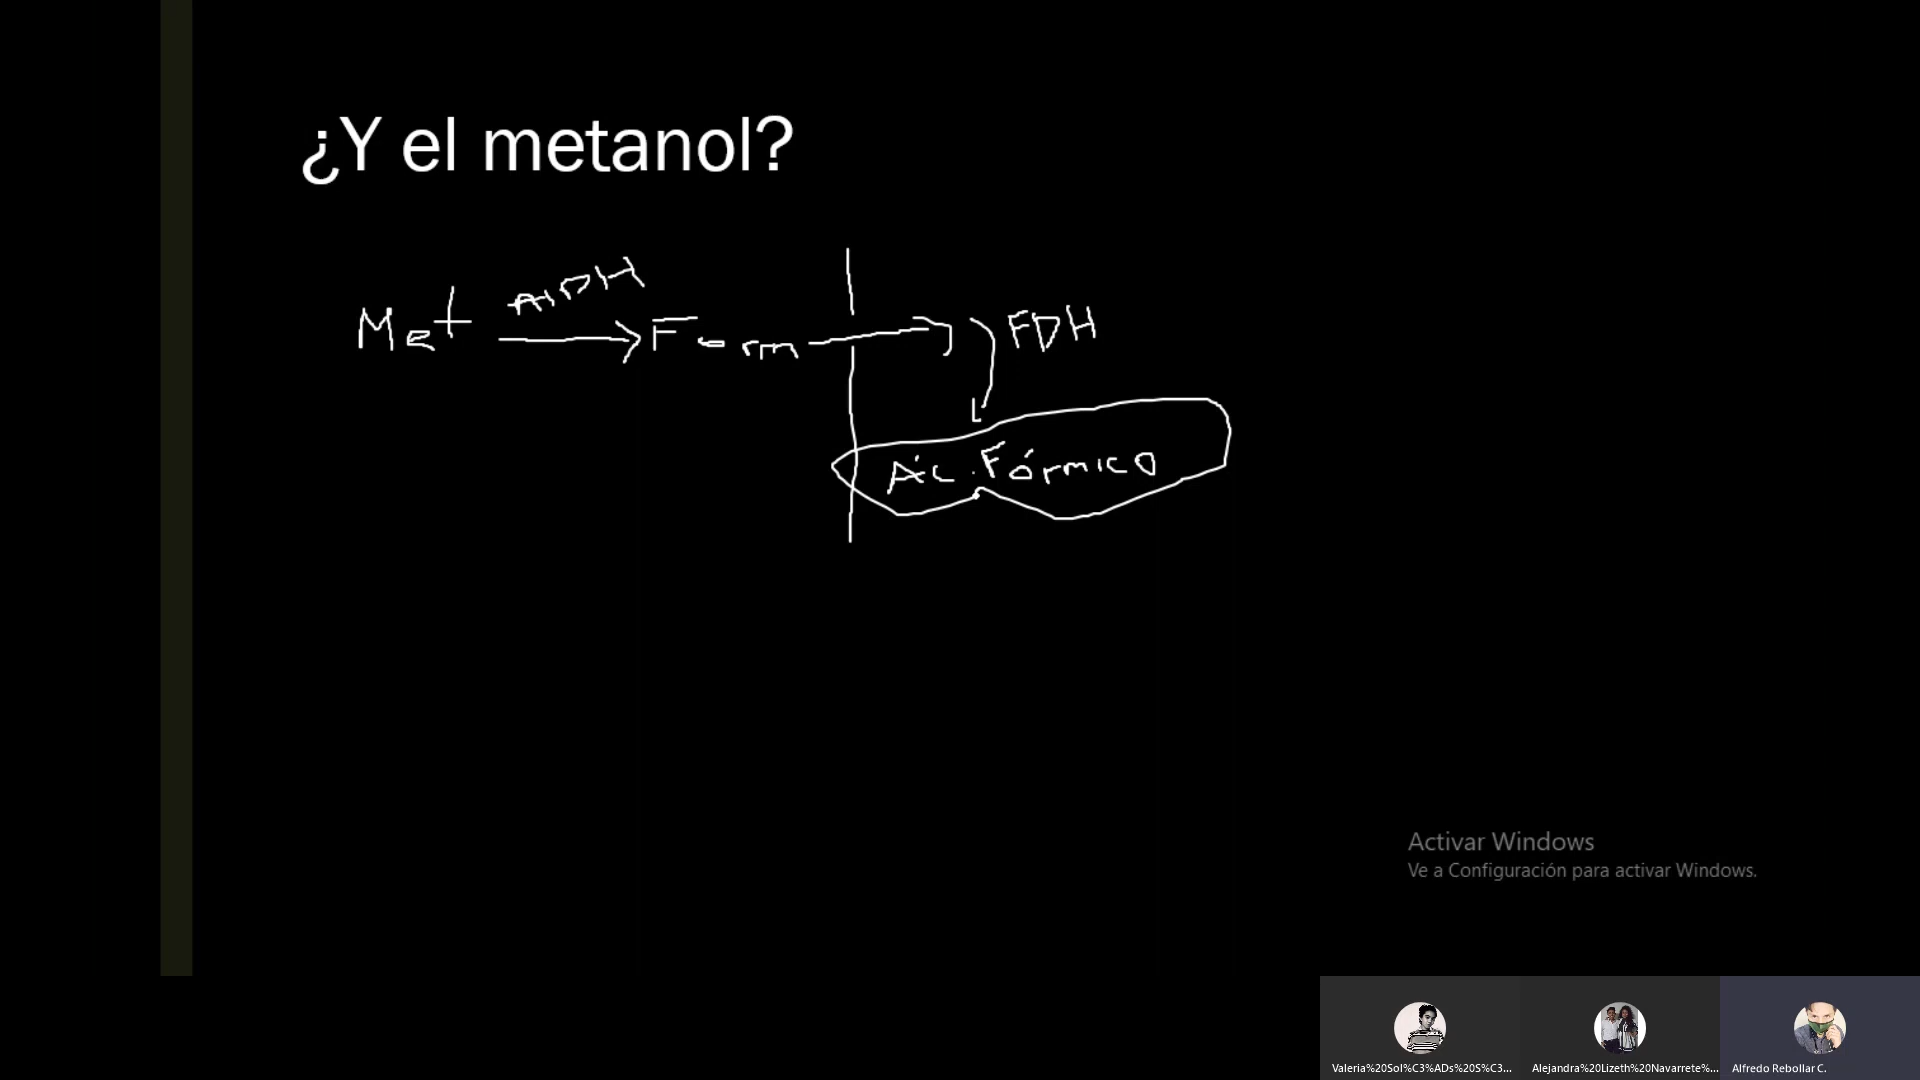 ¿Y el metanol?
Met AlDH Form FDH
Ác. Fórmico
Activar Windows
Ve a Configuración para activar Windows.
Valeria%20Sol%C3%ADs%20S%C3... Alejandra%20Lizeth%20Navarrete%... Alfredo Rebollar C.